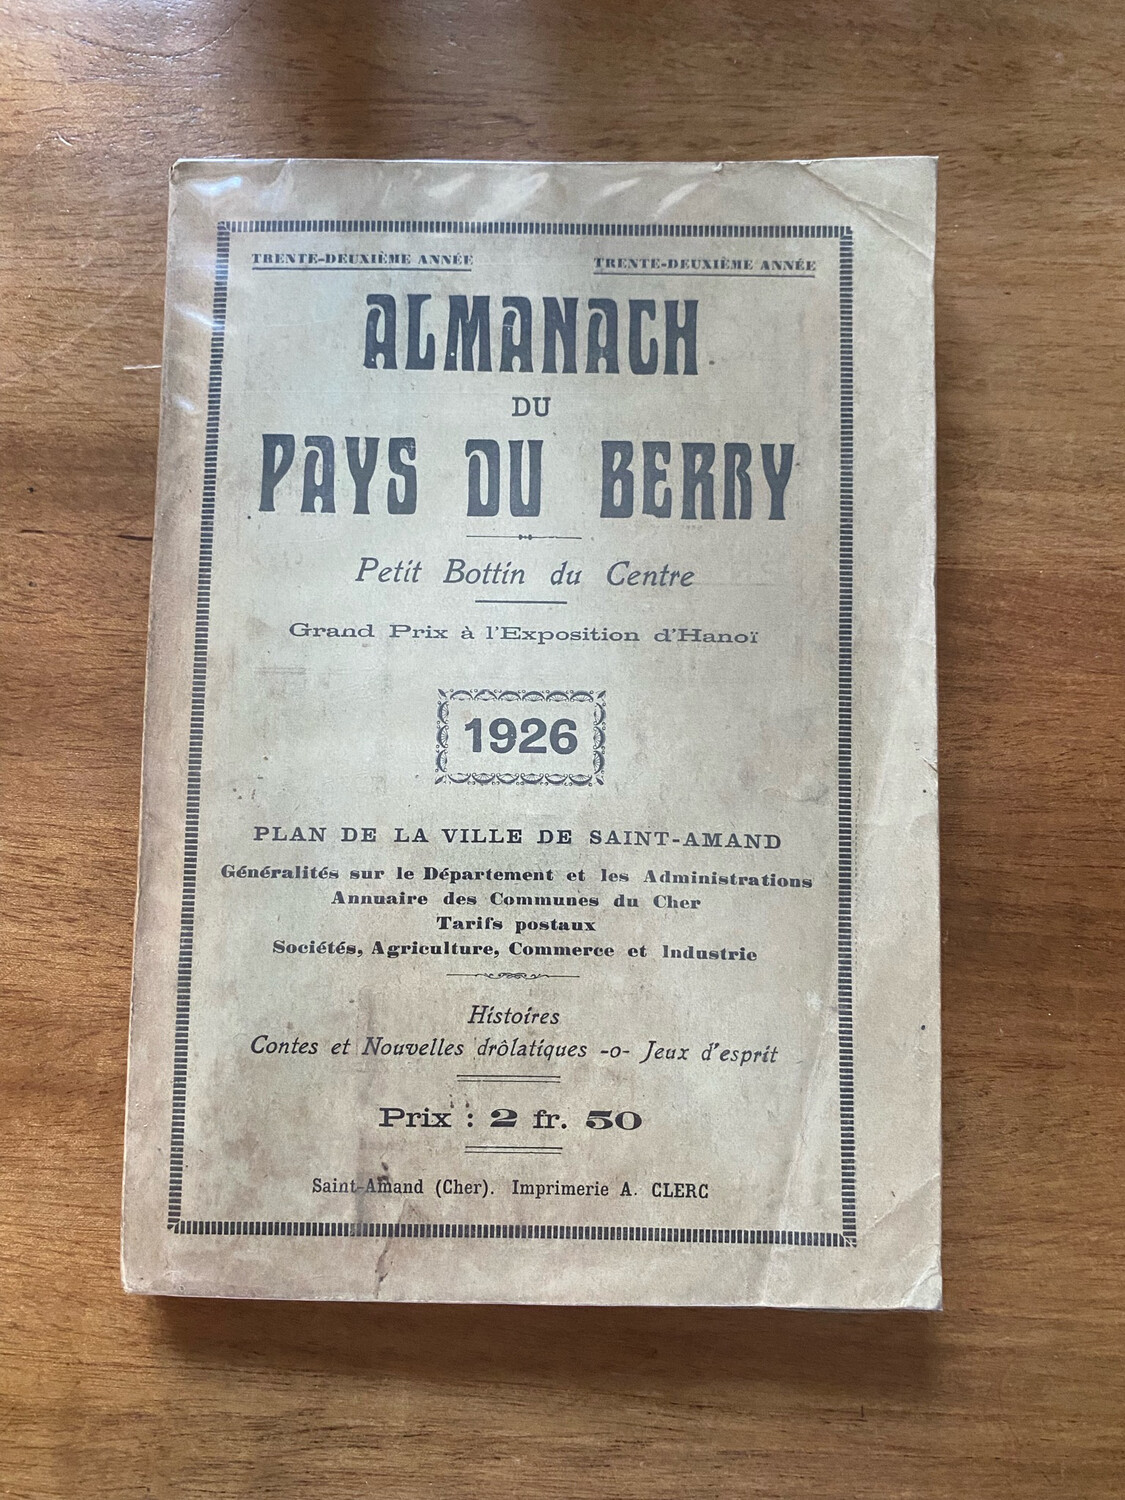 TRENTE-DEUXIÈME ANNÉE TRENTE-DEUXIÈME ANNÉE
ALMANACH
DU
PAYS DU BERRY
Petit Bottin du Centre
Grand Prix à l'Exposition d'Hanoï
1926
PLAN DE LA VILLE DE SAINT-AMAND
Généralités sur le Département et les Administrations
Annuaire des Communes du Cher
Tarifs postaux
Sociétés, Agriculture, Commerce et Industrie
Histoires
Contes et Nouvelles drôlatiques -o- Jeux d'esprit
Prix : 2 fr. 50
Saint-Amand (Cher). Imprimerie A. CLERC